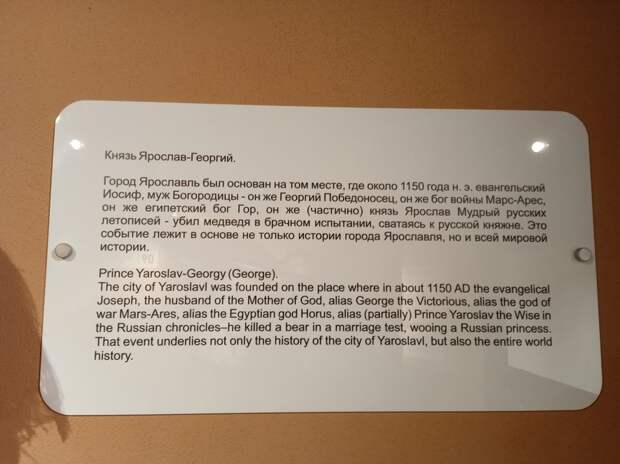 Князь Ярослав-Георгий.
Город Ярославль был основан на том месте, где около 1150 года н. э. евангельский
Иосиф, муж Богородицы - он же Георгий Победоносец, он же бог войны Марс-Арес,
он же египетский бог Гор, он же (частично) князь Ярослав Мудрый русских
летописей - убил медведя в брачном испытании, сватаясь к русской княжне. Это
событие лежит в основе не только истории города Ярославля, но и всей мировой
истории.
Prince Yaroslav-Georgy (George).
The city of Yaroslavl was founded on the place where in about 1150 AD the evangelical
Joseph, the husband of the Mother of God, alias George the Victorious, alias the god of
war Mars-Ares, alias the Egyptian god Horus, alias (partially) Prince Yaroslav the Wise in
the Russian chronicles–he killed a bear in a marriage test, wooing a Russian princess.
That event underlies not only the history of the city of Yaroslavl, but also the entire world
history.